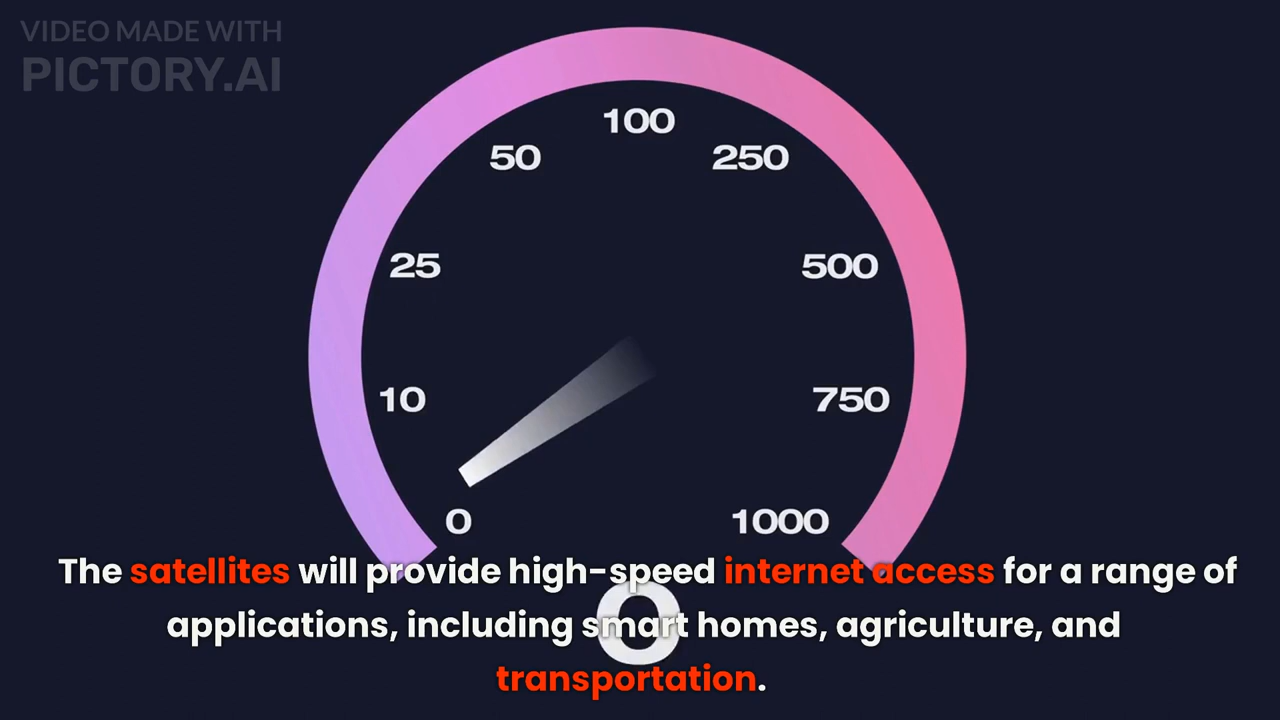 VIDEO MADE WITH
PICTORY.AI
100
50
250
25
500
10
750
0
1000
The satellites will provide high-speed internet access for a range of
0
applications, including smart homes, agriculture, and
transportation.